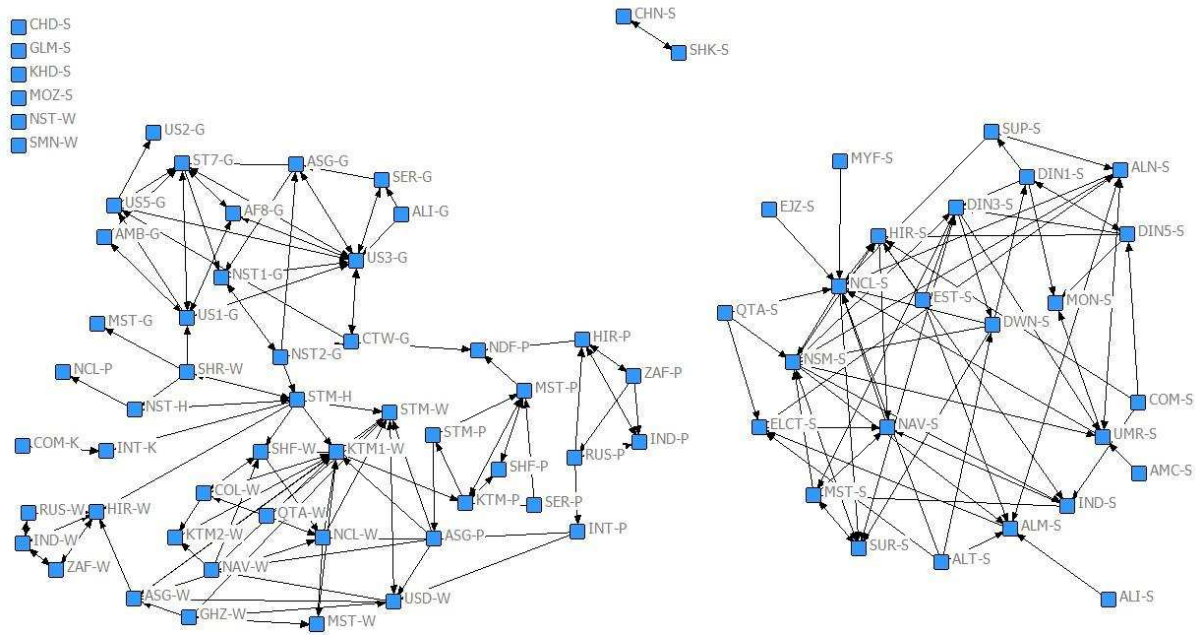 CHD-S
GLM-S
KHD-S
MOZ-S
NST-W
SMN-W
CHN-S
SHK-S
US2-G
ST7-G
ASG-G
SER-G
US5-G
AF8-G
ALI-G
AMB-G
US3-G
NST1-G
US1-G
MST-G
CTW-G
NST2-G
NDF-P
HIR-P
NCL-P
SHR-W
ZAF-P
MST-P
NST-H
STM-H
STM-W
COM-K
INT-K
SHF-W
KTM1-W
STM-P
IND-P
RUS-P
SHF-P
COL-W
KTM-P
SER-P
RUS-W
HIR-W
QTA-W
IND-W
KTM2-W
NCL-W
ASG-P
INT-P
ZAF-W
NAV-W
ASG-W
USD-W
GHZ-W
MST-W
SUP-S
MYF-S
DIN1-S
ALN-S
EJZ-S
DIN3-S
HIR-S
DIN5-S
NCL-S
EST-S
MON-S
QTA-S
DWN-S
NSM-S
COM-S
ELCT-S
NAV-S
UMR-S
AMC-S
MST-S
IND-S
ALM-S
SUR-S
ALT-S
ALI-S